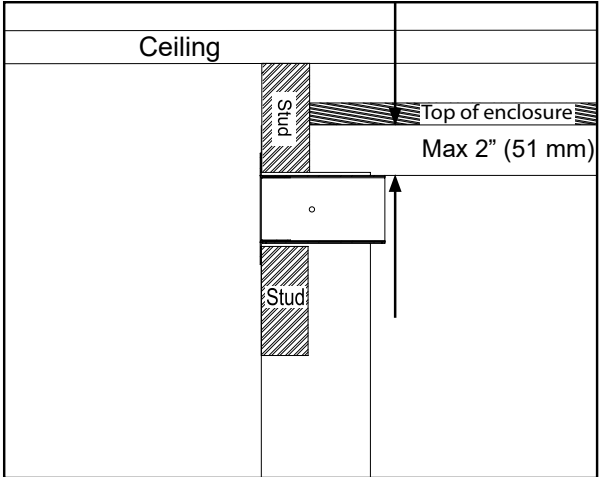 Ceiling
Stud
Top of enclosure
Max 2” (51 mm)
Stud